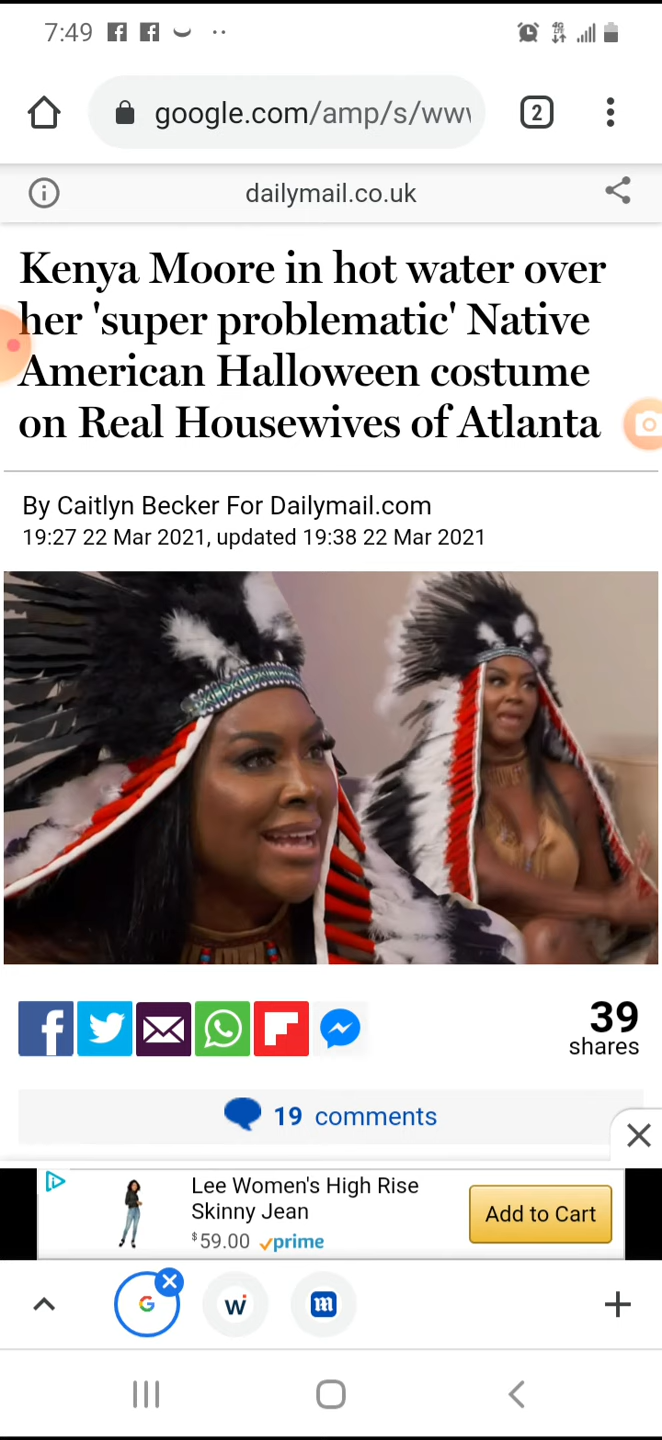 7:49
google.com/amp/s/www
2
dailymail.co.uk
Kenya Moore in hot water over
her 'super problematic' Native
American Halloween costume
on Real Housewives of Atlanta
By Caitlyn Becker For Dailymail.com
19:27 22 Mar 2021, updated 19:38 22 Mar 2021
39
shares
19 comments
Lee Women's High Rise
Skinny Jean
$59.00 prime
Add to Cart